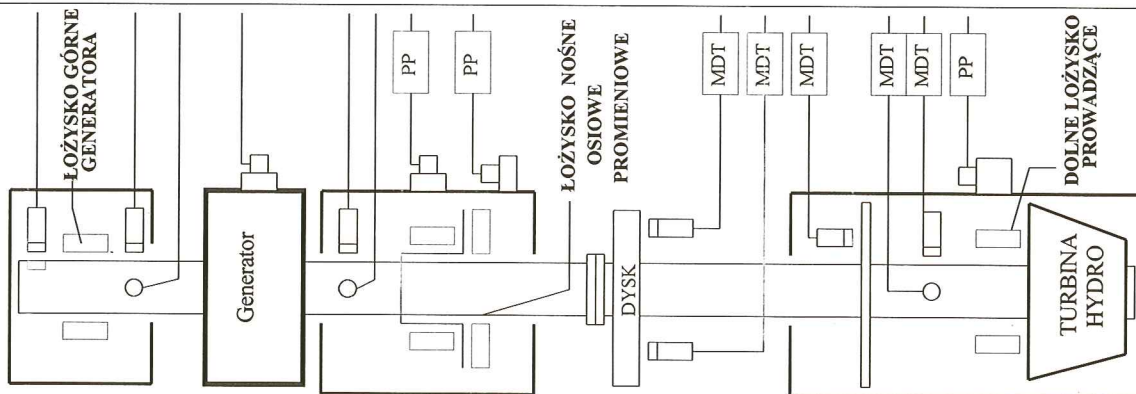 ŁOŻYSKO GÓRNE
GENERATORA
Generator
PP
PP
ŁOŻYSKO NOŚNE
OSIOWE
PROMIENIOWE
DYSK
MDT
MDT
MDT
MDT
MDT
PP
DOLNE ŁOŻYSKO
PROWADZĄCE
TURBINA
HYDRO